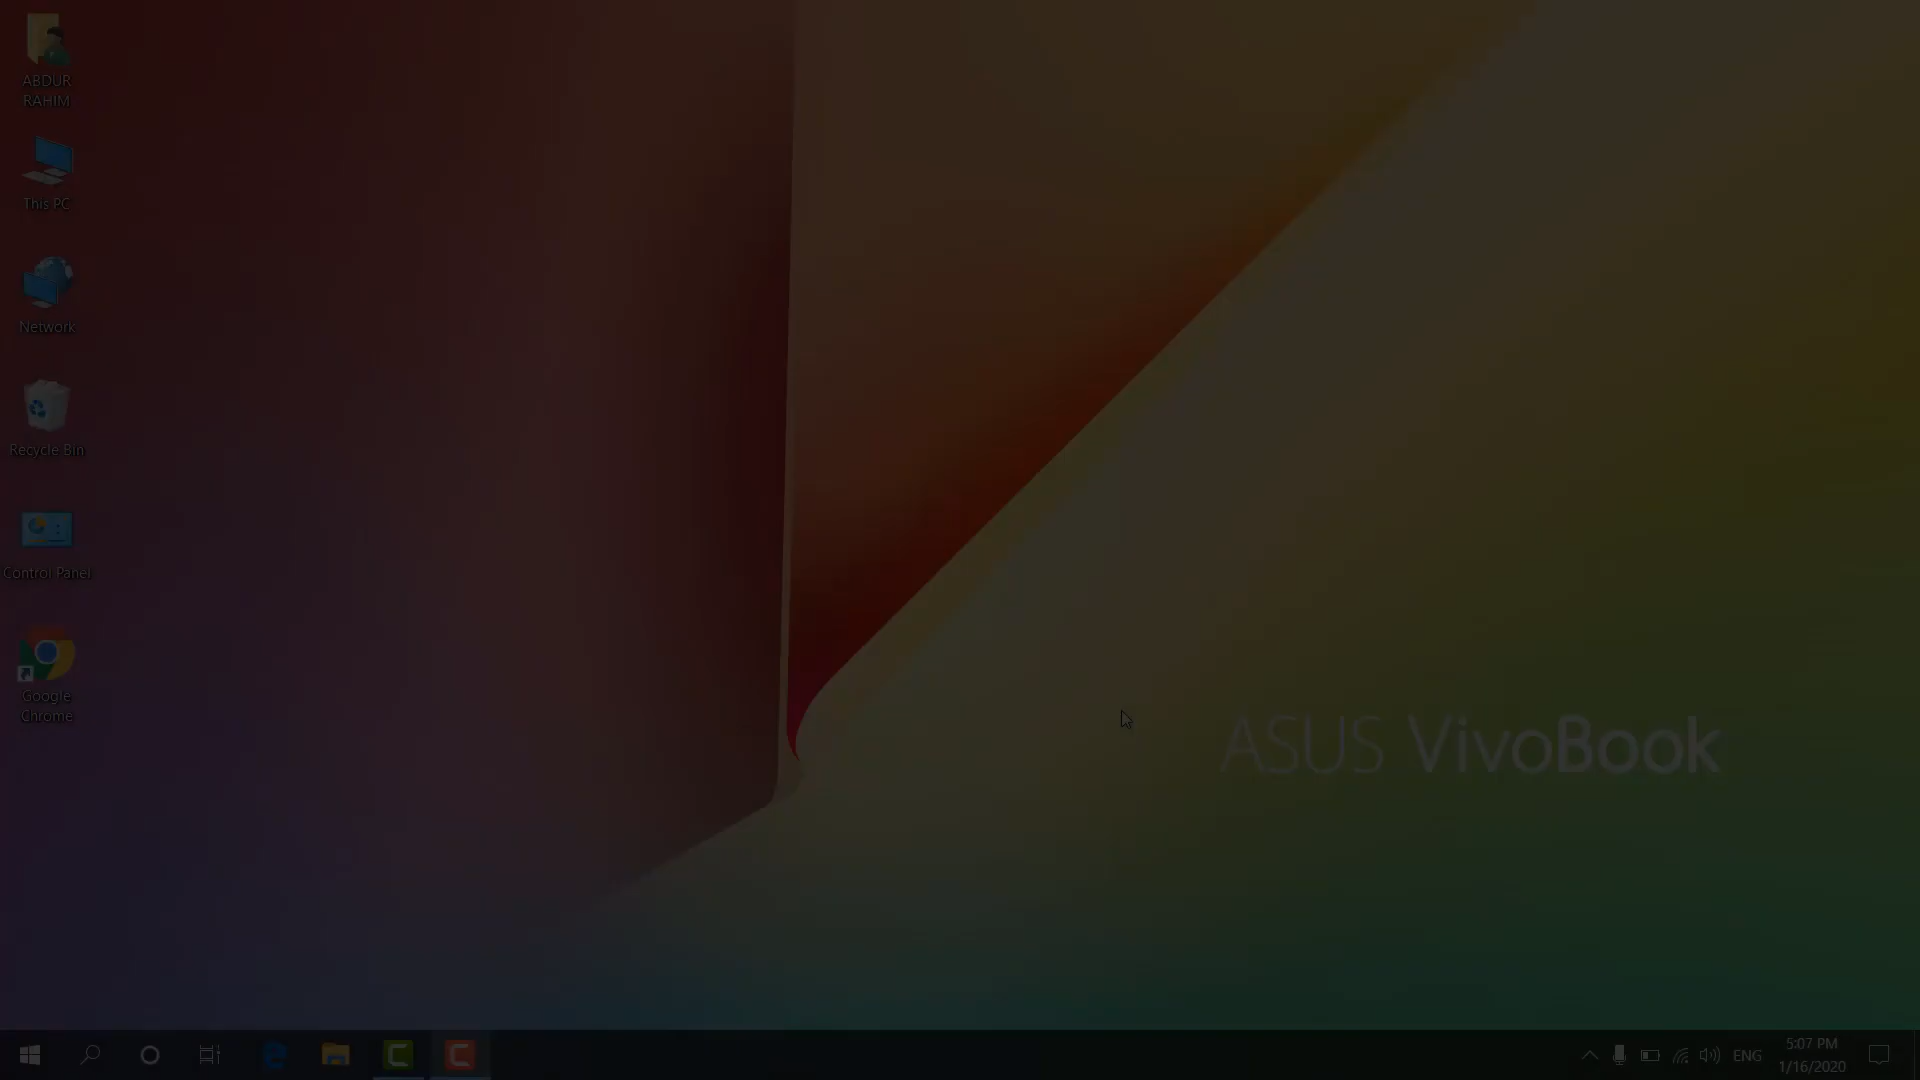 ABDUR
RAHIM
This PC
Network
Recycle Bin
Control Panel
Google
Chrome
ASUS VivoBook
ENG
5:07 PM
1/16/2020